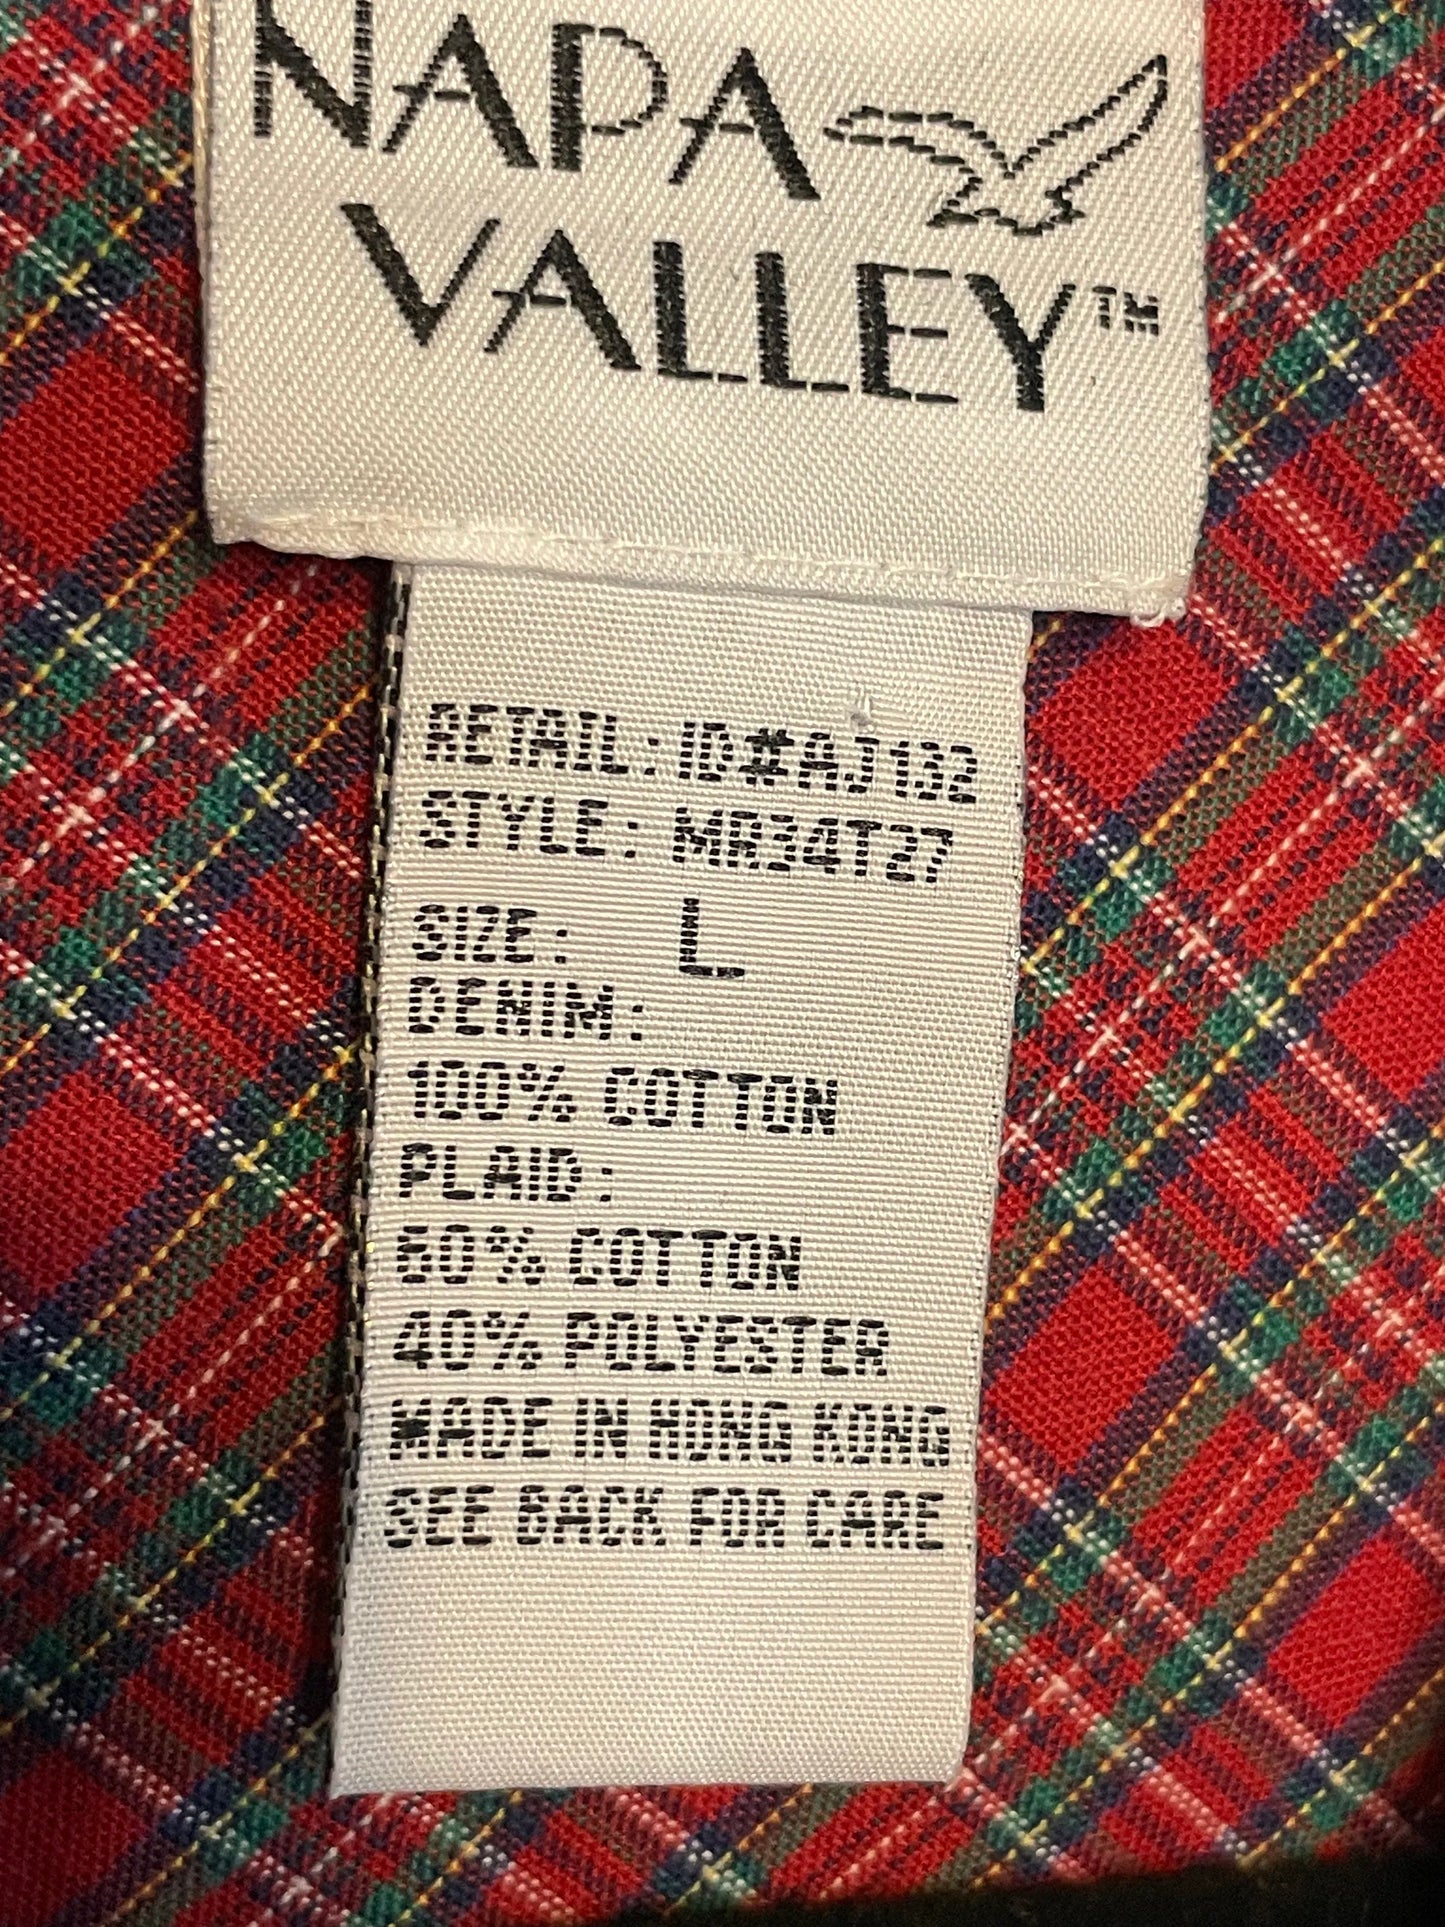 NAPA
VALLEY™
RETAIL: ID#AJ132
STYLE: MR34T27
SIZE: L
DENIM:
100% COTTON
PLAID:
60% COTTON
40% POLYESTER
MADE IN HONG KONG
SEE BACK FOR CARE